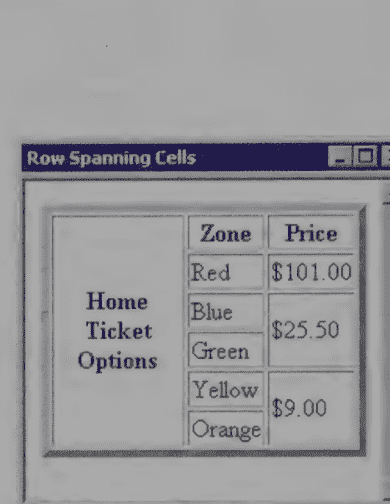 Row Spanning Cells
Zone Price
Red $101.00
Home Ticket Options
Blue
$25.50
Green
Yellow
$9.00
Orange